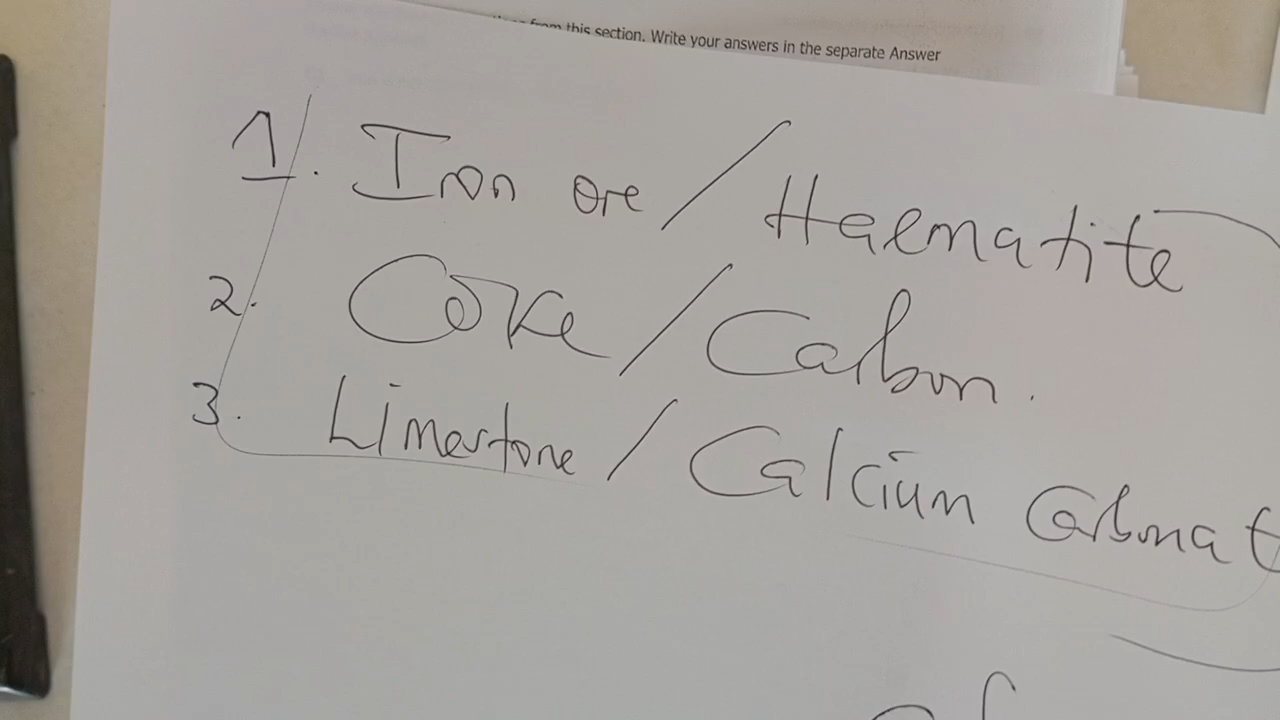 from this section. Write your answers in the separate Answer
1. Iron ore / Haematite
2. Coke / Carbon.
3. Limestone / Calcium Carbonat